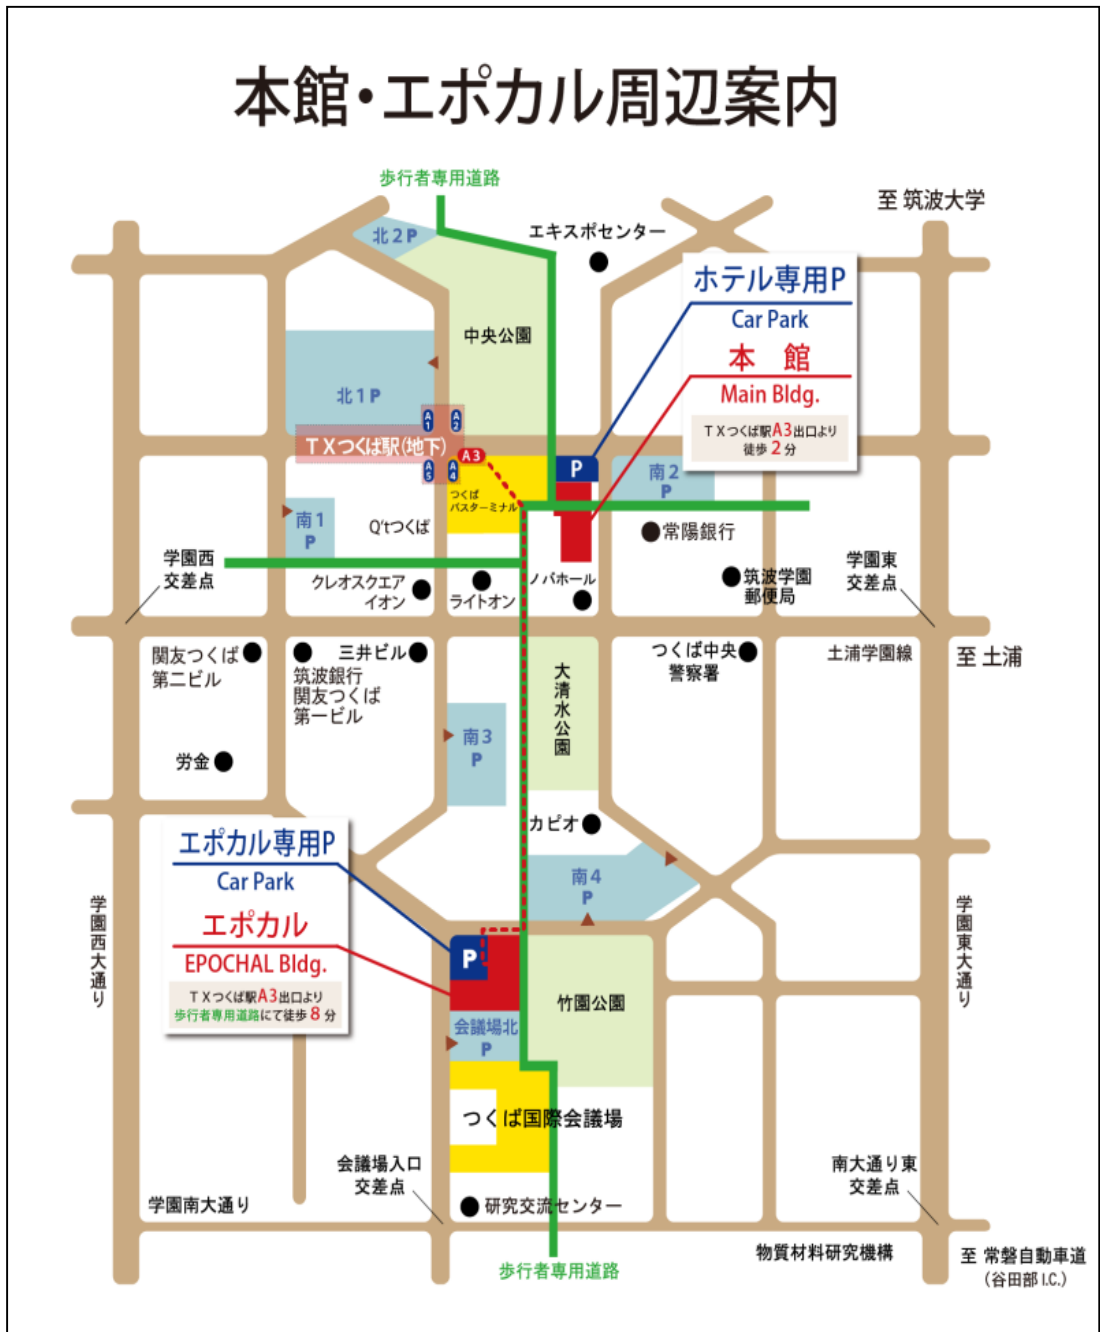 本館・エポカル周辺案内
歩行者専用道路
至 筑波大学
エキスポセンター
北2P
ホテル専用P
Car Park
本 館
Main Bldg.
TXつくば駅A3出口より
徒歩 2 分
中央公園
北1P
A1
A2
TXつくば駅(地下)
A3
A5
A4
P
南2
P
つくば
バスターミナル
南1
P
Q'tつくば
常陽銀行
学園西
交差点
学園東
交差点
クレオスクエア
イオン
ライトオン
ノバホール
筑波学園
郵便局
関友つくば
第二ビル
三井ビル
筑波銀行
関友つくば
第一ビル
つくば中央
警察署
土浦学園線
至 土浦
大清水公園
労金
南3
P
カピオ
エポカル専用P
Car Park
エポカル
EPOCHAL Bldg.
TXつくば駅A3出口より
歩行者専用道路にて徒歩 8 分
南4
P
学園西大通り
学園東大通り
P
竹園公園
会議場北
P
つくば国際会議場
会議場入口
交差点
南大通り東
交差点
学園南大通り
研究交流センター
物質材料研究機構
至 常磐自動車道
(谷田部 I.C.)
歩行者専用道路